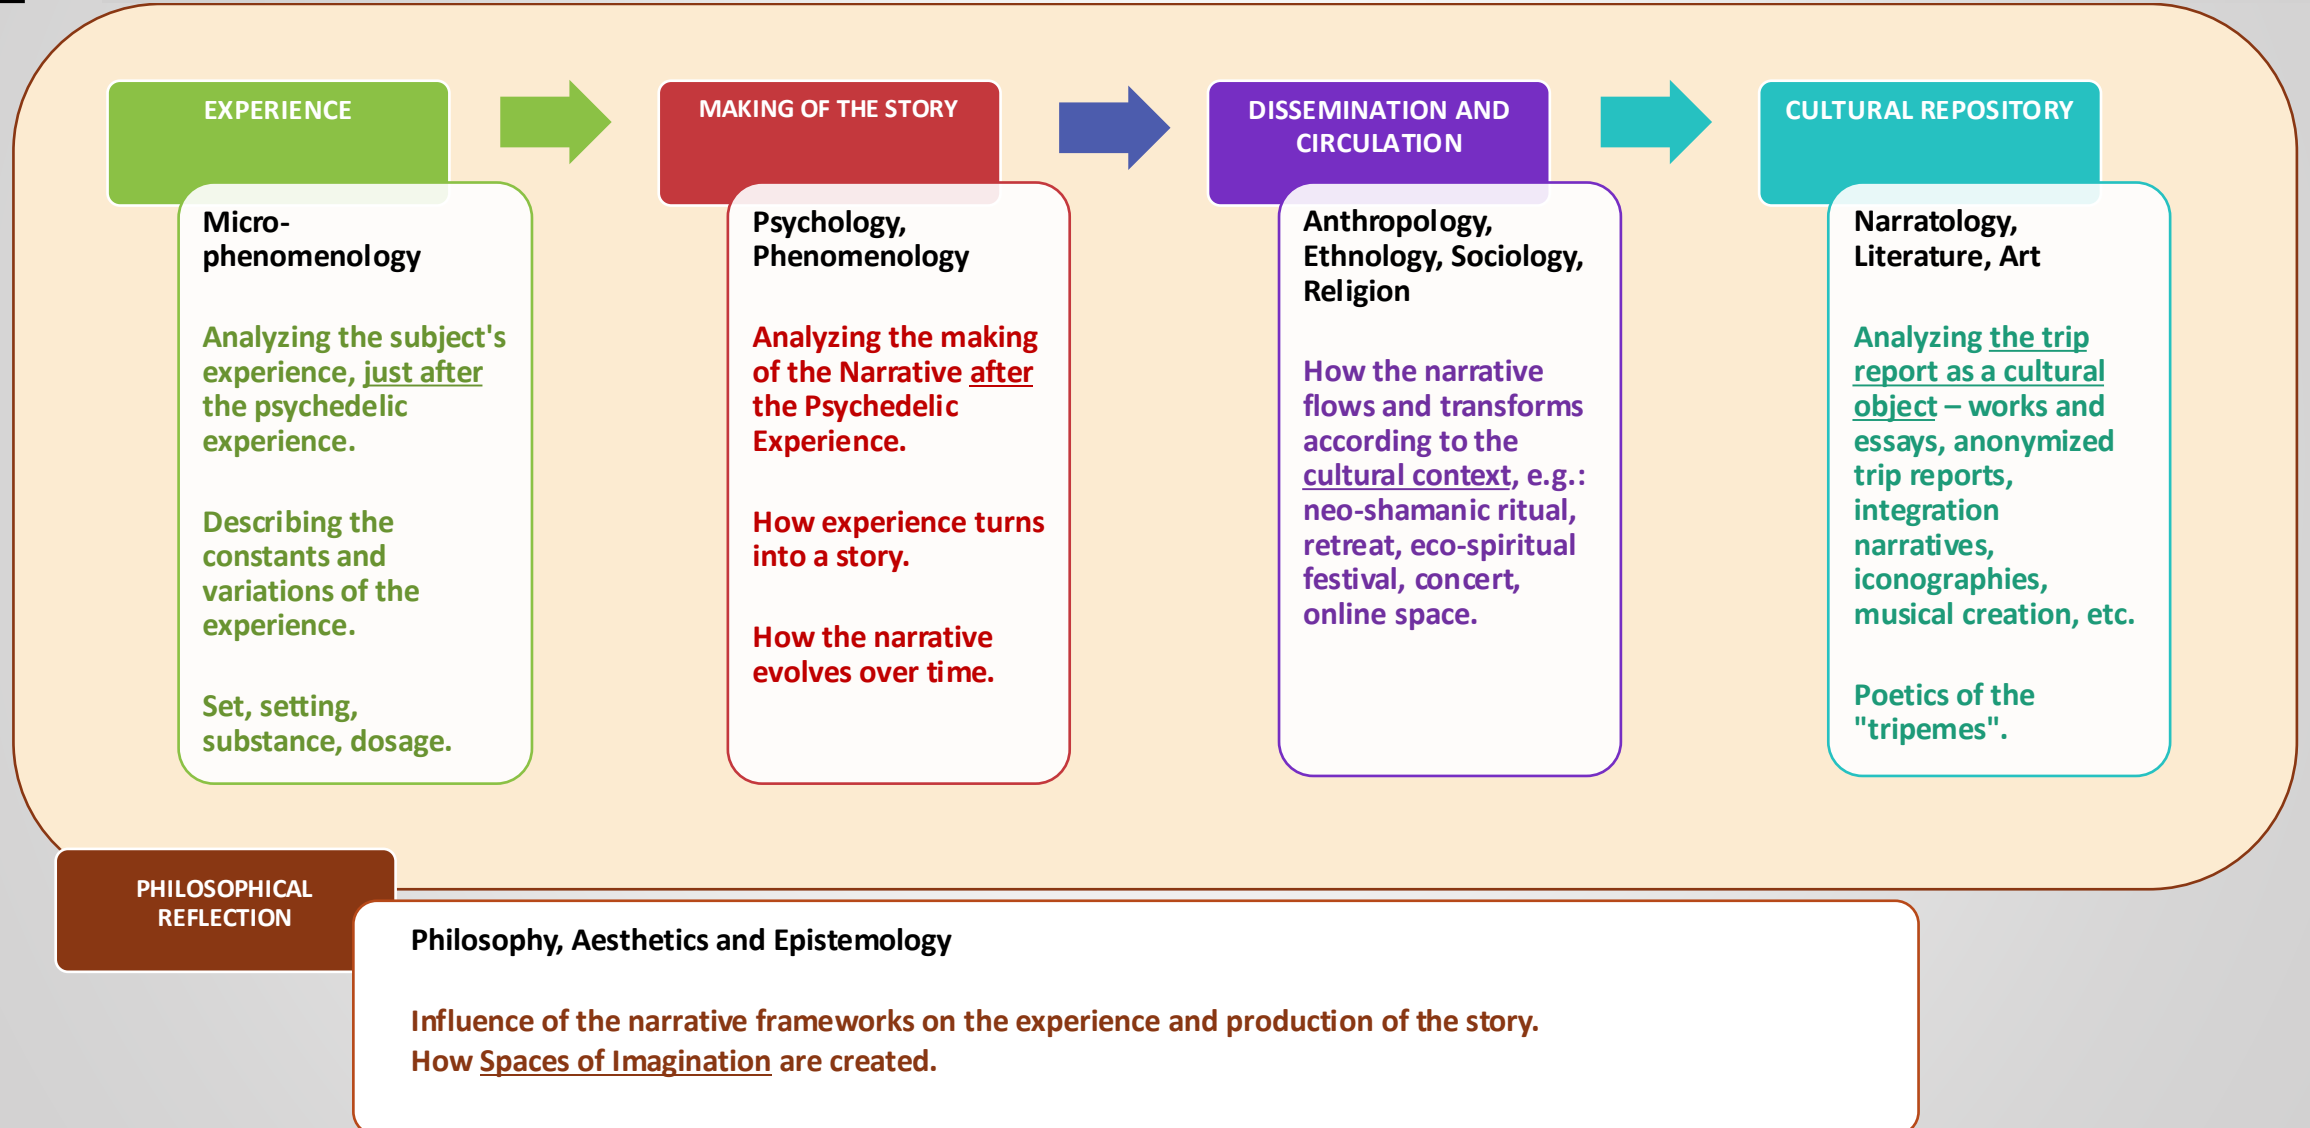 EXPERIENCE
Micro-
phenomenology
Analyzing the subject's
experience, just after
the psychedelic
experience.
Describing the
constants and
variations of the
experience.
Set, setting,
substance, dosage.
MAKING OF THE STORY
Psychology,
Phenomenology
Analyzing the making
of the Narrative after
the Psychedelic
Experience.
How experience turns
into a story.
How the narrative
evolves over time.
DISSEMINATION AND
CIRCULATION
Anthropology,
Ethnology, Sociology,
Religion
How the narrative
flows and transforms
according to the
cultural context, e.g.:
neo-shamanic ritual,
retreat, eco-spiritual
festival, concert,
online space.
CULTURAL REPOSITORY
Narratology,
Literature, Art
Analyzing the trip
report as a cultural
object – works and
essays, anonymized
trip reports,
integration
narratives,
iconographies,
musical creation, etc.
Poetics of the
"tripemes".
PHILOSOPHICAL
REFLECTION
Philosophy, Aesthetics and Epistemology
Influence of the narrative frameworks on the experience and production of the story.
How Spaces of Imagination are created.